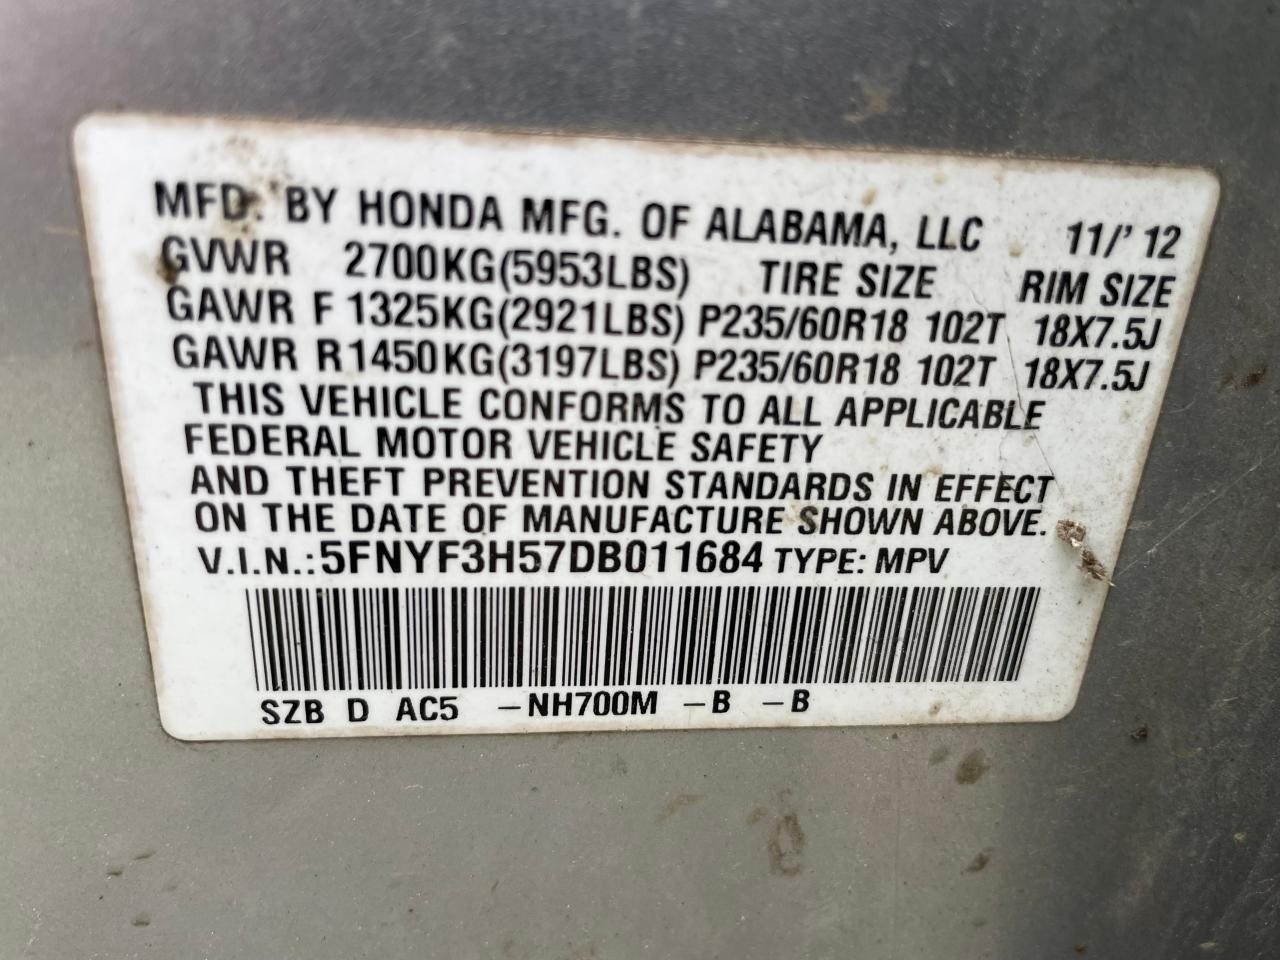 MFD. BY HONDA MFG. OF ALABAMA, LLC 11/' 12
GVWR 2700KG(5953LBS) TIRE SIZE RIM SIZE
GAWR F 1325KG(2921LBS) P235/60R18 102T 18X7.5J
GAWR R1450KG(3197LBS) P235/60R18 102T 18X7.5J
THIS VEHICLE CONFORMS TO ALL APPLICABLE
FEDERAL MOTOR VEHICLE SAFETY
AND THEFT PREVENTION STANDARDS IN EFFECT
ON THE DATE OF MANUFACTURE SHOWN ABOVE.
V.I.N.: 5FNYF3H57DB011684 TYPE: MPV
SZB D AC5 –NH700M –B –B